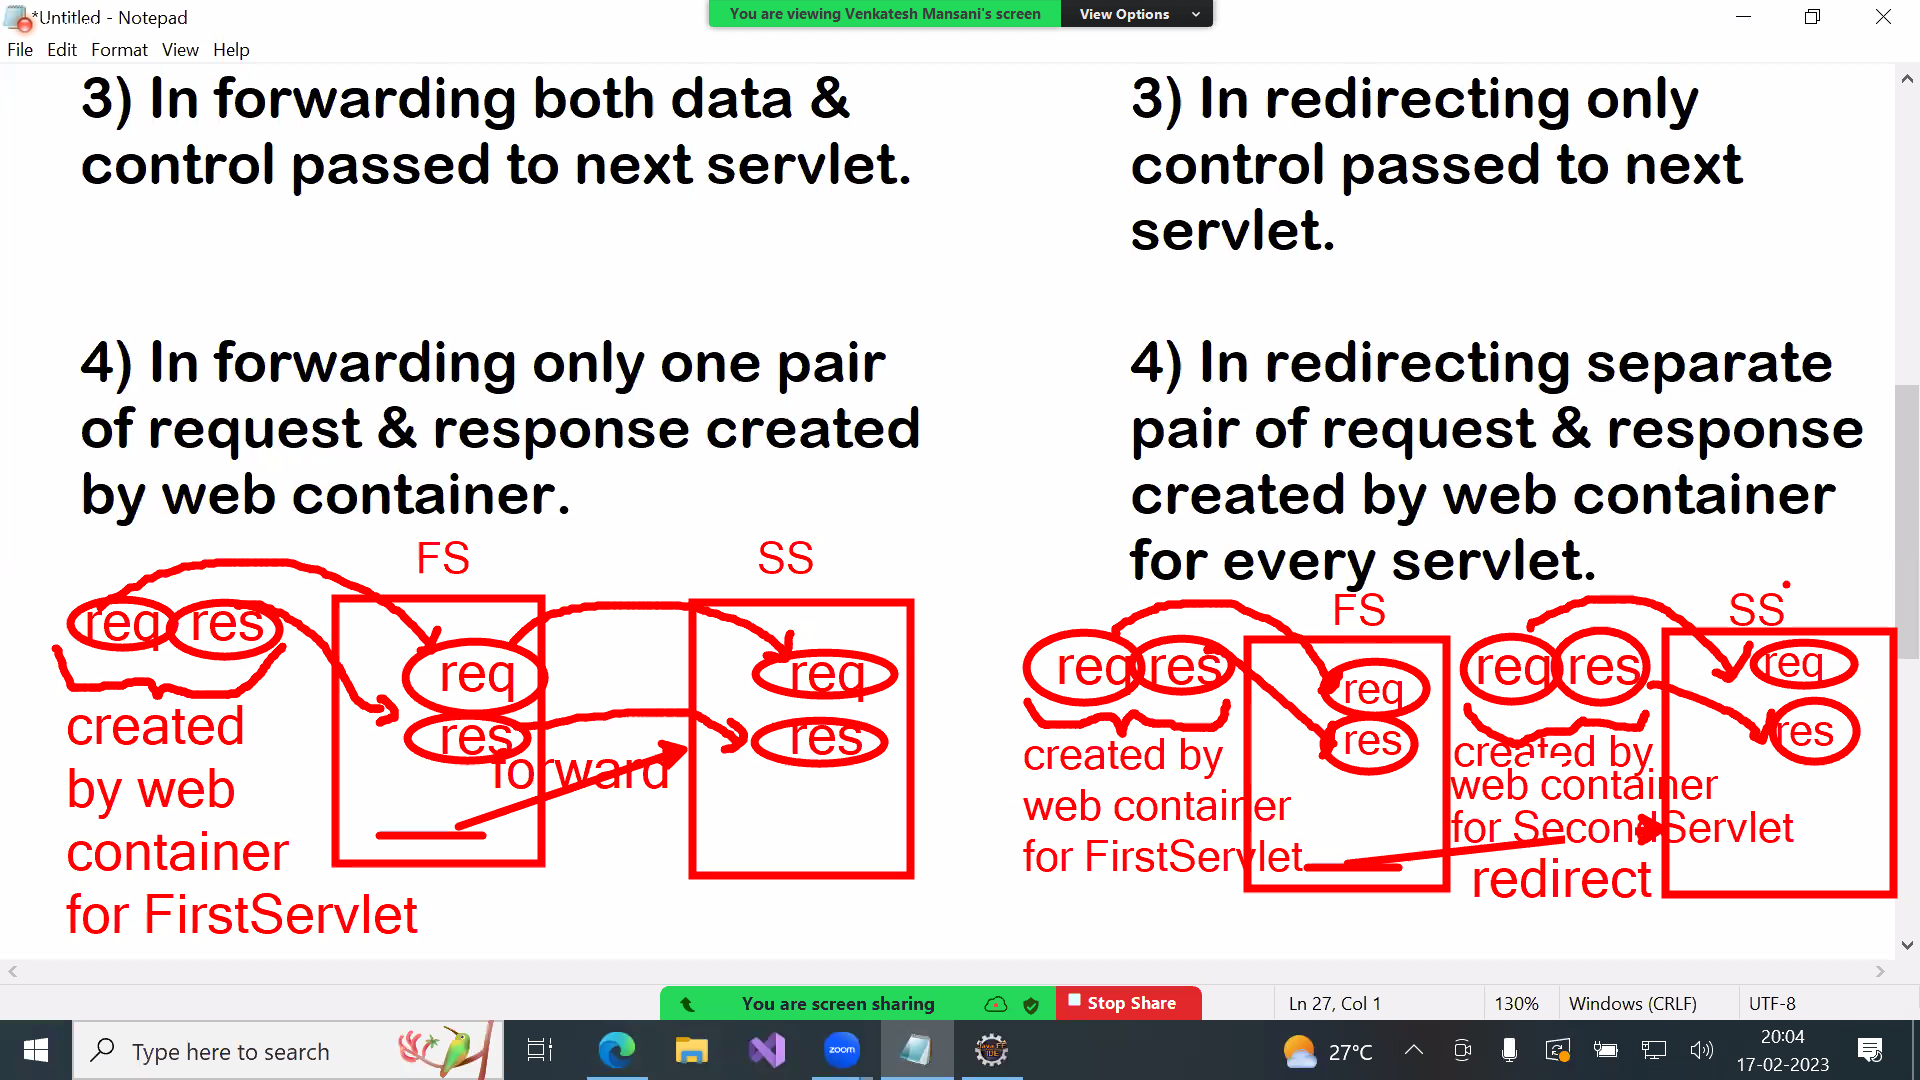 *Untitled - Notepad
You are viewing Venkatesh Mansani's screen
View Options
File Edit Format View Help
3) In forwarding both data &
control passed to next servlet.
3) In redirecting only
control passed to next
servlet.
4) In forwarding only one pair
of request & response created
by web container.
4) In redirecting separate
pair of request & response
created by web container
for every servlet.
FS
SS
req res
req
res
req
res
forward
created
by web
container
for FirstServlet
FS
SS
req res
req
res
req res
req
res
created by
web container
for FirstServlet
created by
web container
for SecondServlet
redirect
You are screen sharing
Stop Share
Ln 27, Col 1
130%
Windows (CRLF)
UTF-8
Type here to search
zoom
Java EE
IDE
27°C
20:04
17-02-2023